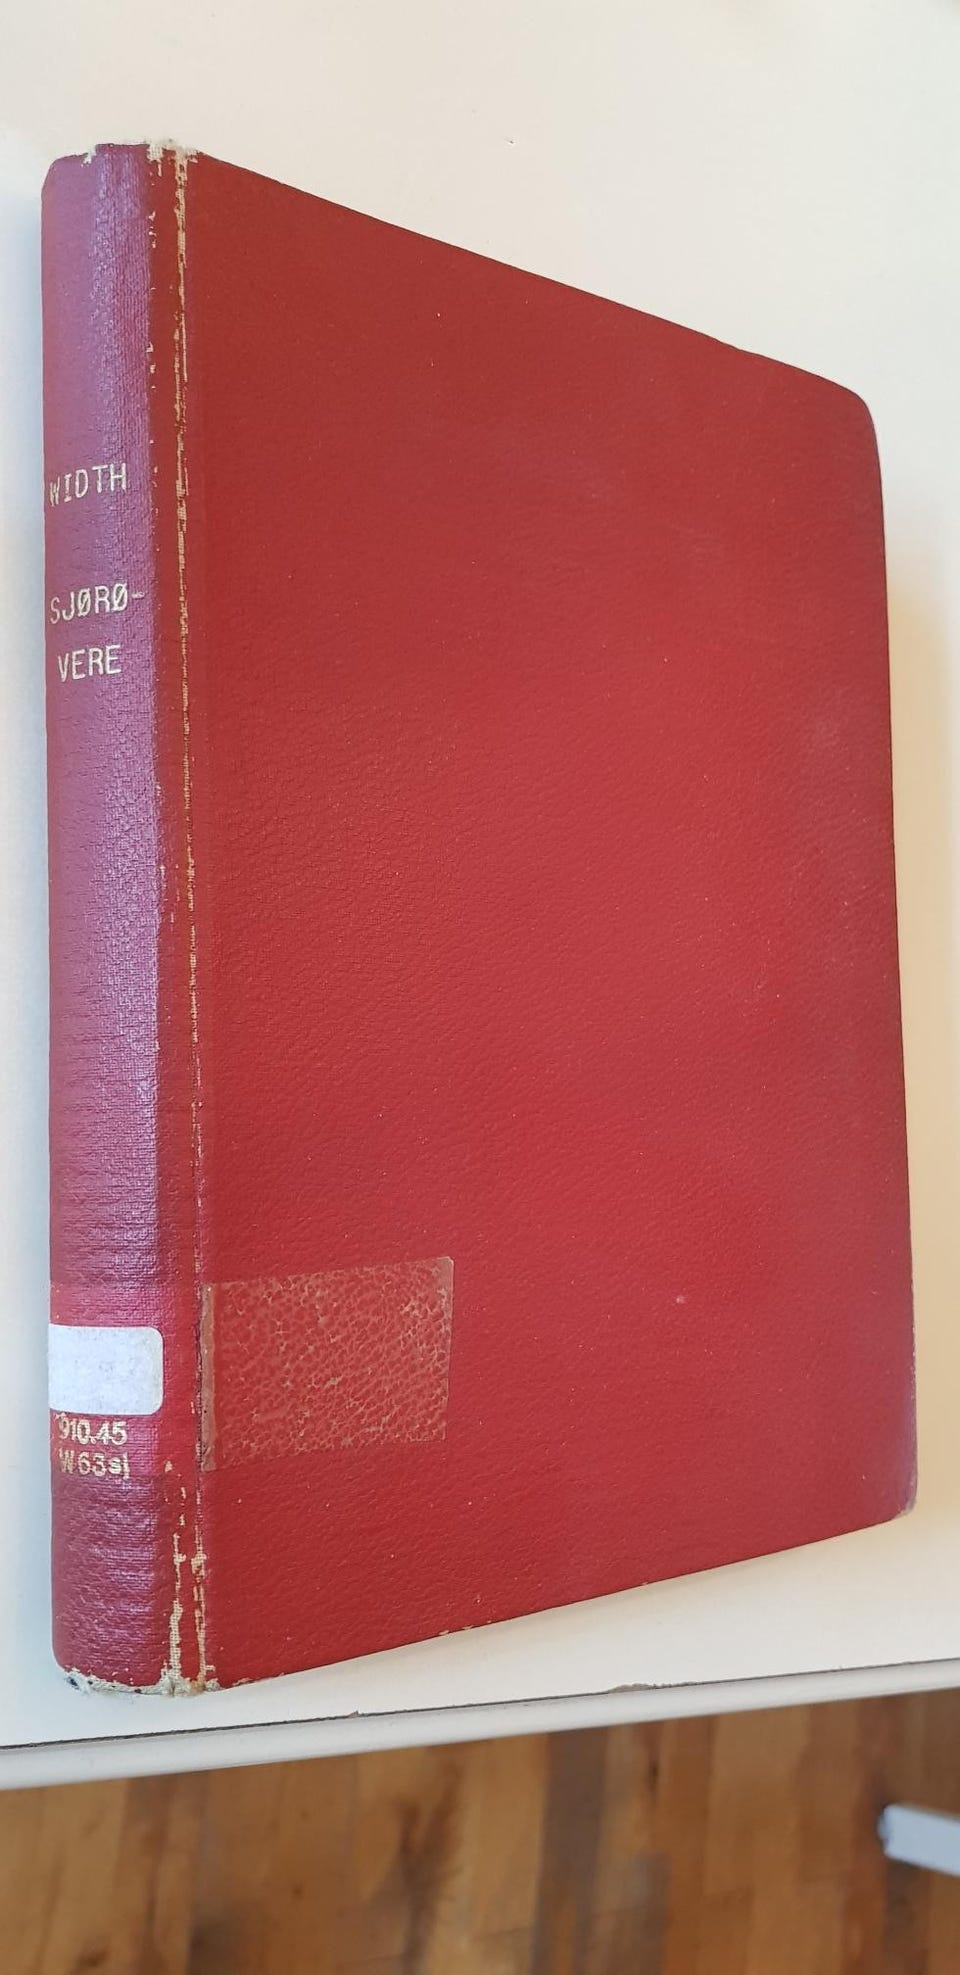 WIDTH
SJØRØ-
VERE
910.45
W63sj